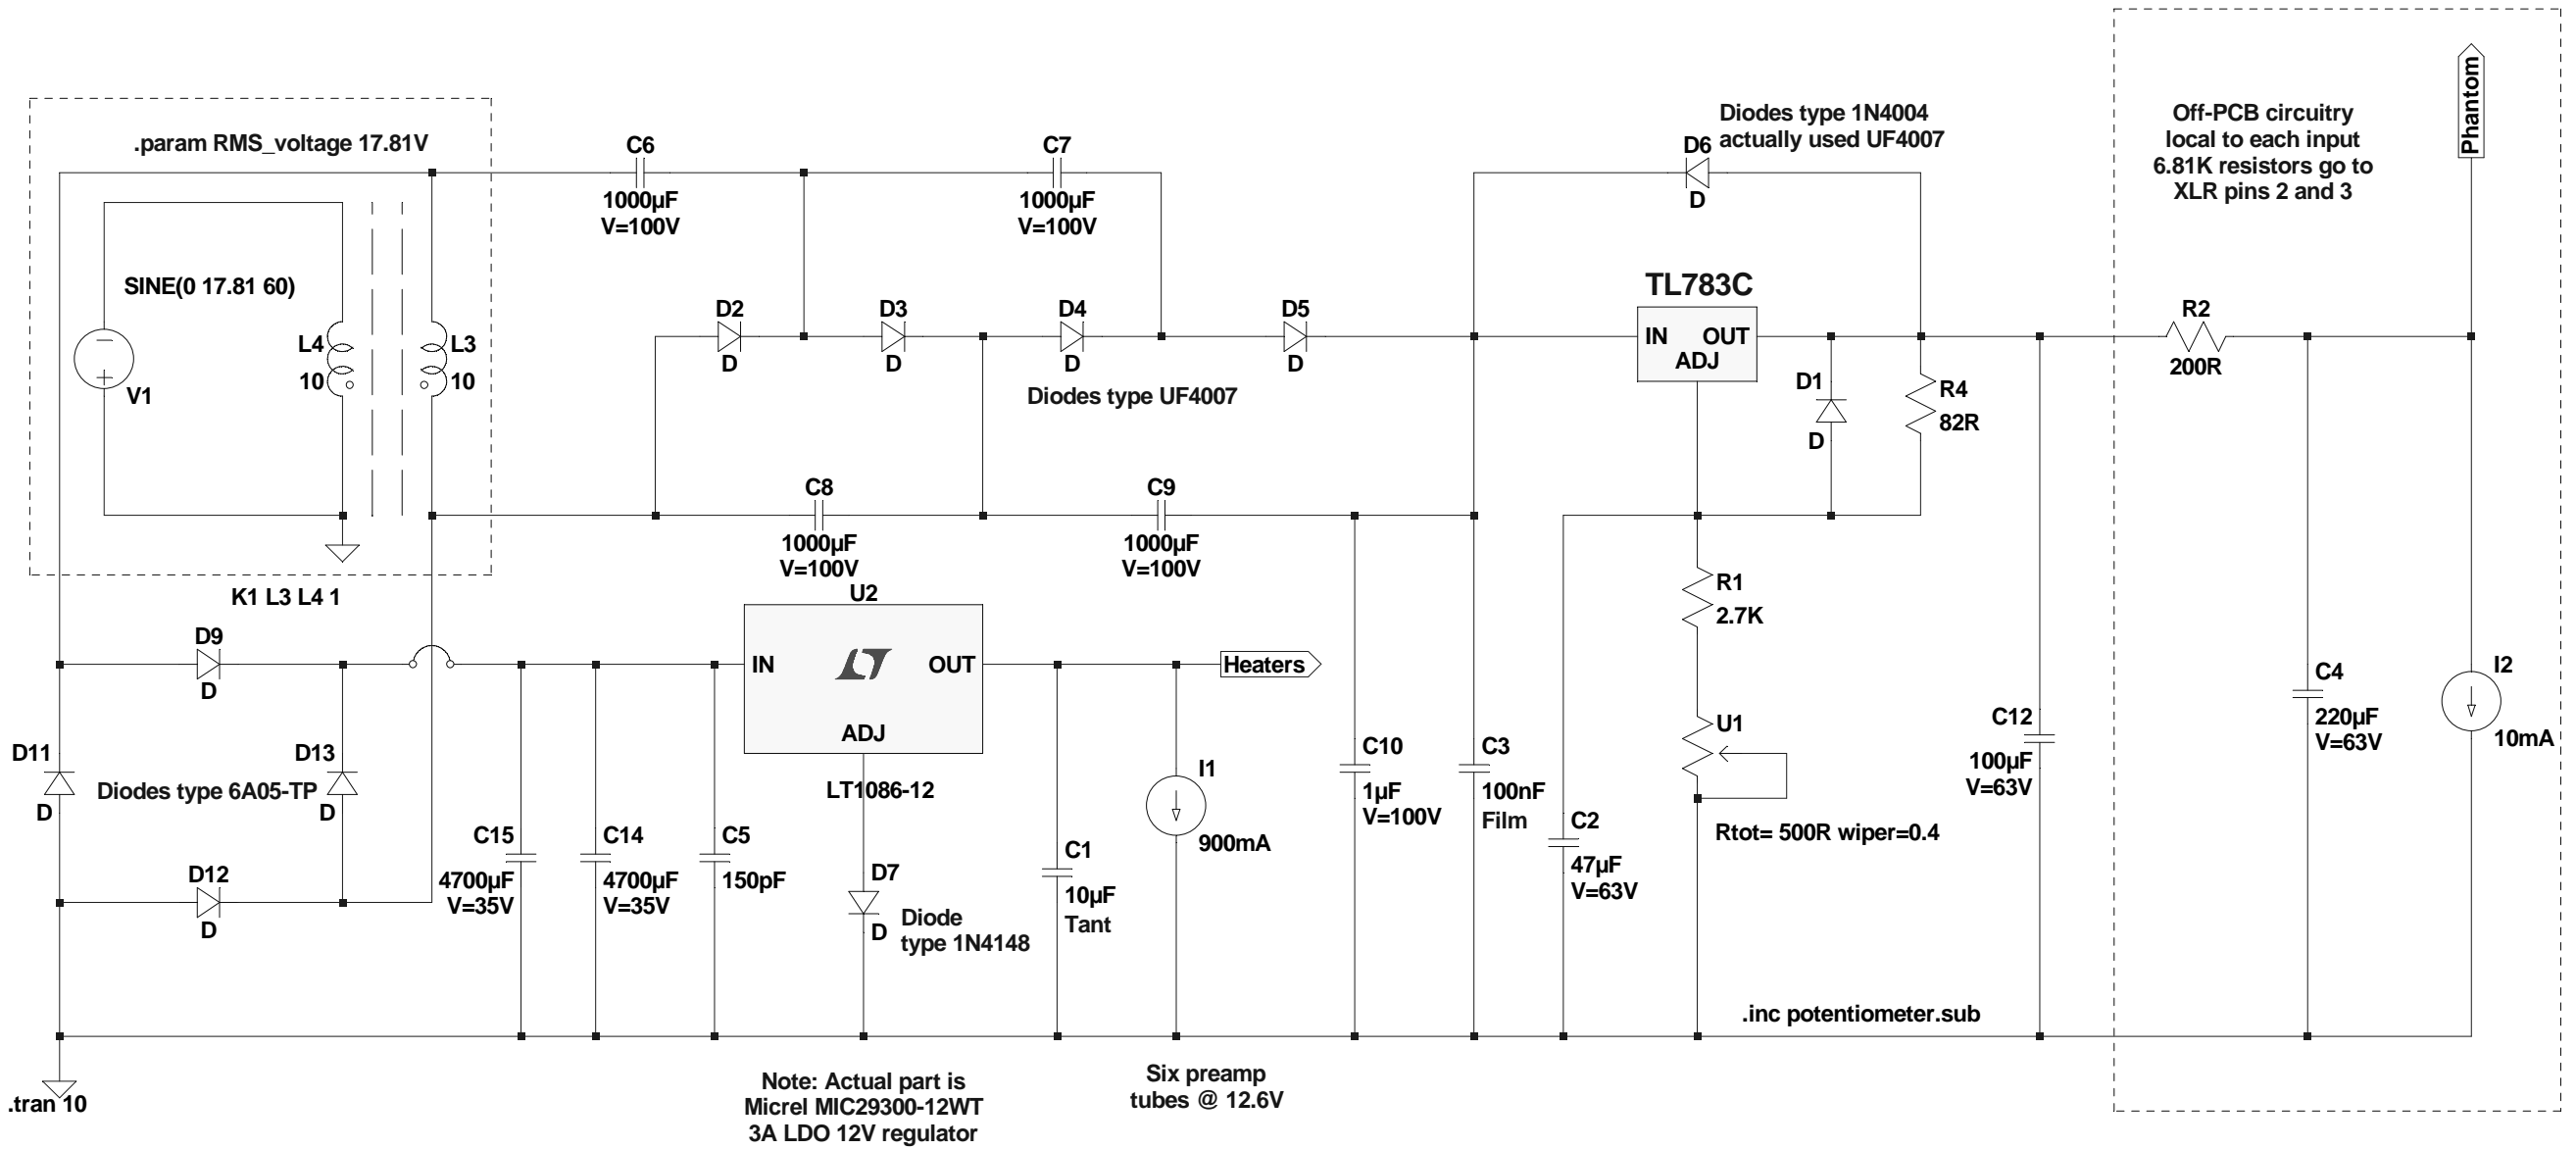 .param RMS_voltage 17.81V
SINE(0 17.81 60)
V1
L4
10
L3
10
K1 L3 L4 1
C6
1000µF
V=100V
C7
1000µF
V=100V
D2
D
D3
D
D4
D
D5
D
Diodes type UF4007
C8
1000µF
V=100V
C9
1000µF
V=100V
Diodes type 1N4004
actually used UF4007
D6
D
TL783C
IN
OUT
ADJ
D1
D
R4
82R
Off-PCB circuitry
local to each input
6.81K resistors go to
XLR pins 2 and 3
Phantom
R2
200R
R1
2.7K
U1
Rtot= 500R wiper=0.4
C12
100µF
V=63V
C4
220µF
V=63V
I2
10mA
D9
D
D11
D
D13
D
Diodes type 6A05-TP
D12
D
C15
4700µF
V=35V
C14
4700µF
V=35V
C5
150pF
U2
IN
OUT
ADJ
LT1086-12
D7
D
Diode
type 1N4148
Heaters
C1
10µF
Tant
I1
900mA
C10
1µF
V=100V
C3
100nF
Film
C2
47µF
V=63V
.inc potentiometer.sub
.tran 10
Note: Actual part is
Micrel MIC29300-12WT
3A LDO 12V regulator
Six preamp
tubes @ 12.6V